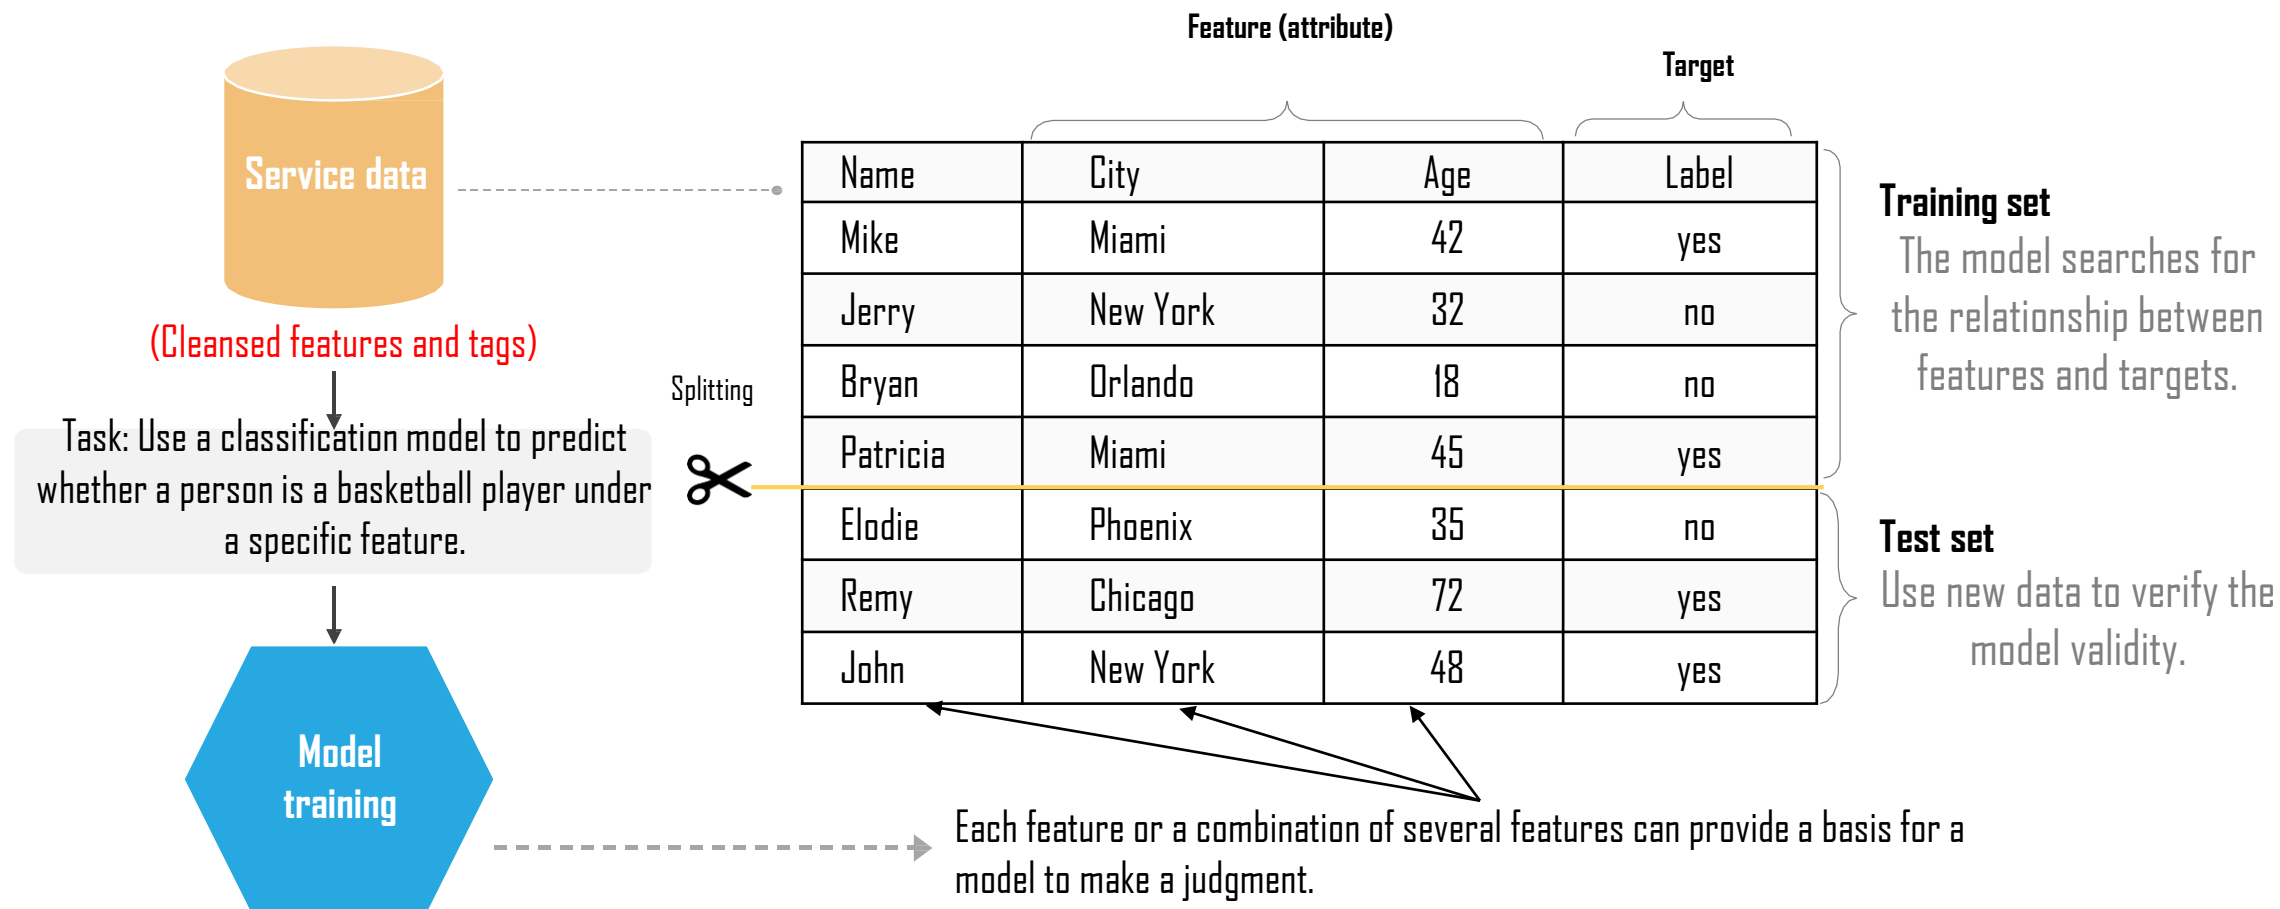 Feature (attribute)
Target
Service data
(Cleansed features and tags)
Task: Use a classification model to predict
whether a person is a basketball player under
a specific feature.
Model
training
Splitting
Name City Age Label
Mike Miami 42 yes
Jerry New York 32 no
Bryan Orlando 18 no
Patricia Miami 45 yes
Elodie Phoenix 35 no
Remy Chicago 72 yes
John New York 48 yes
Training set
The model searches for
the relationship between
features and targets.
Test set
Use new data to verify the
model validity.
Each feature or a combination of several features can provide a basis for a
model to make a judgment.